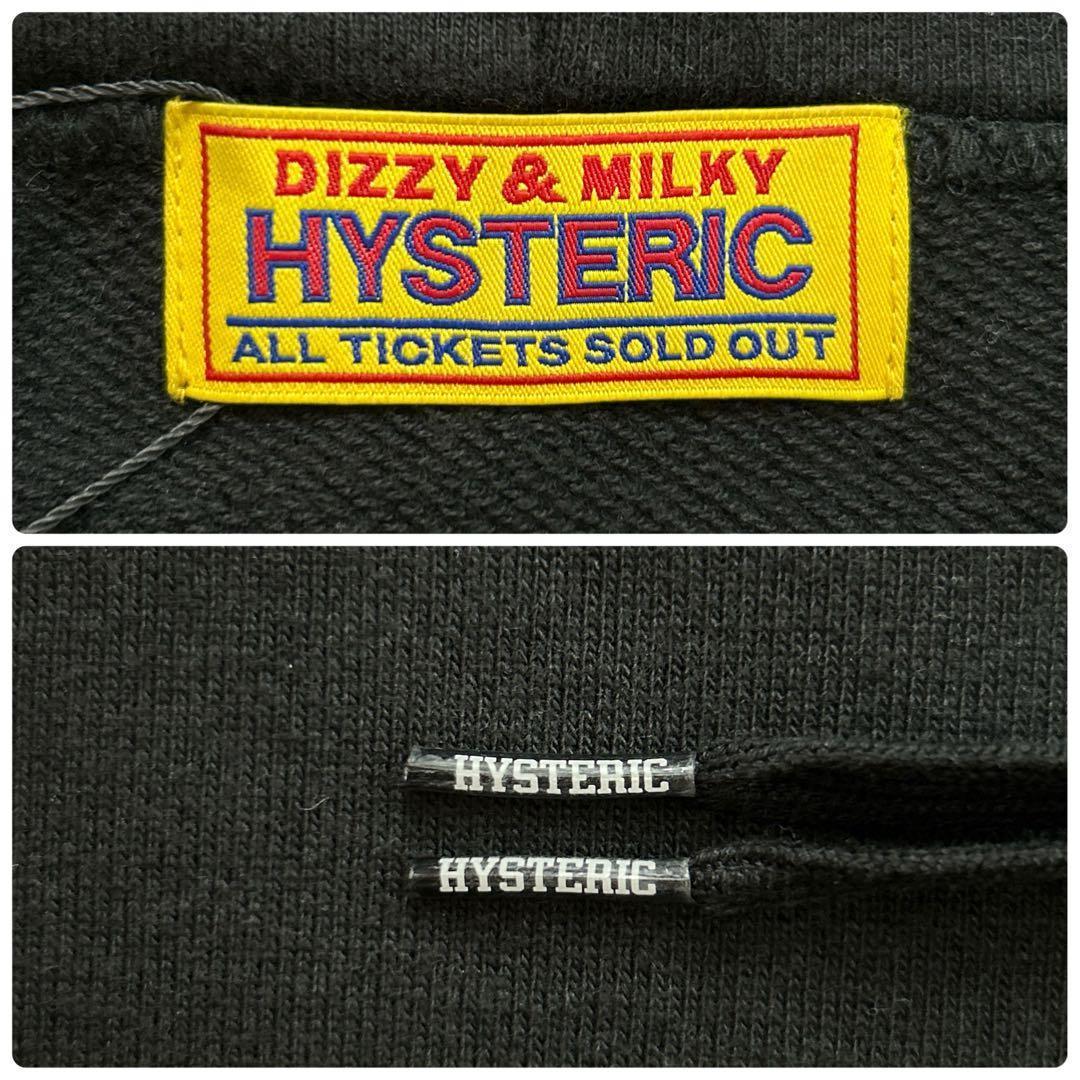 DIZZY & MILKY
HYSTERIC
ALL TICKETS SOLD OUT
HYSTERIC
HYSTERIC